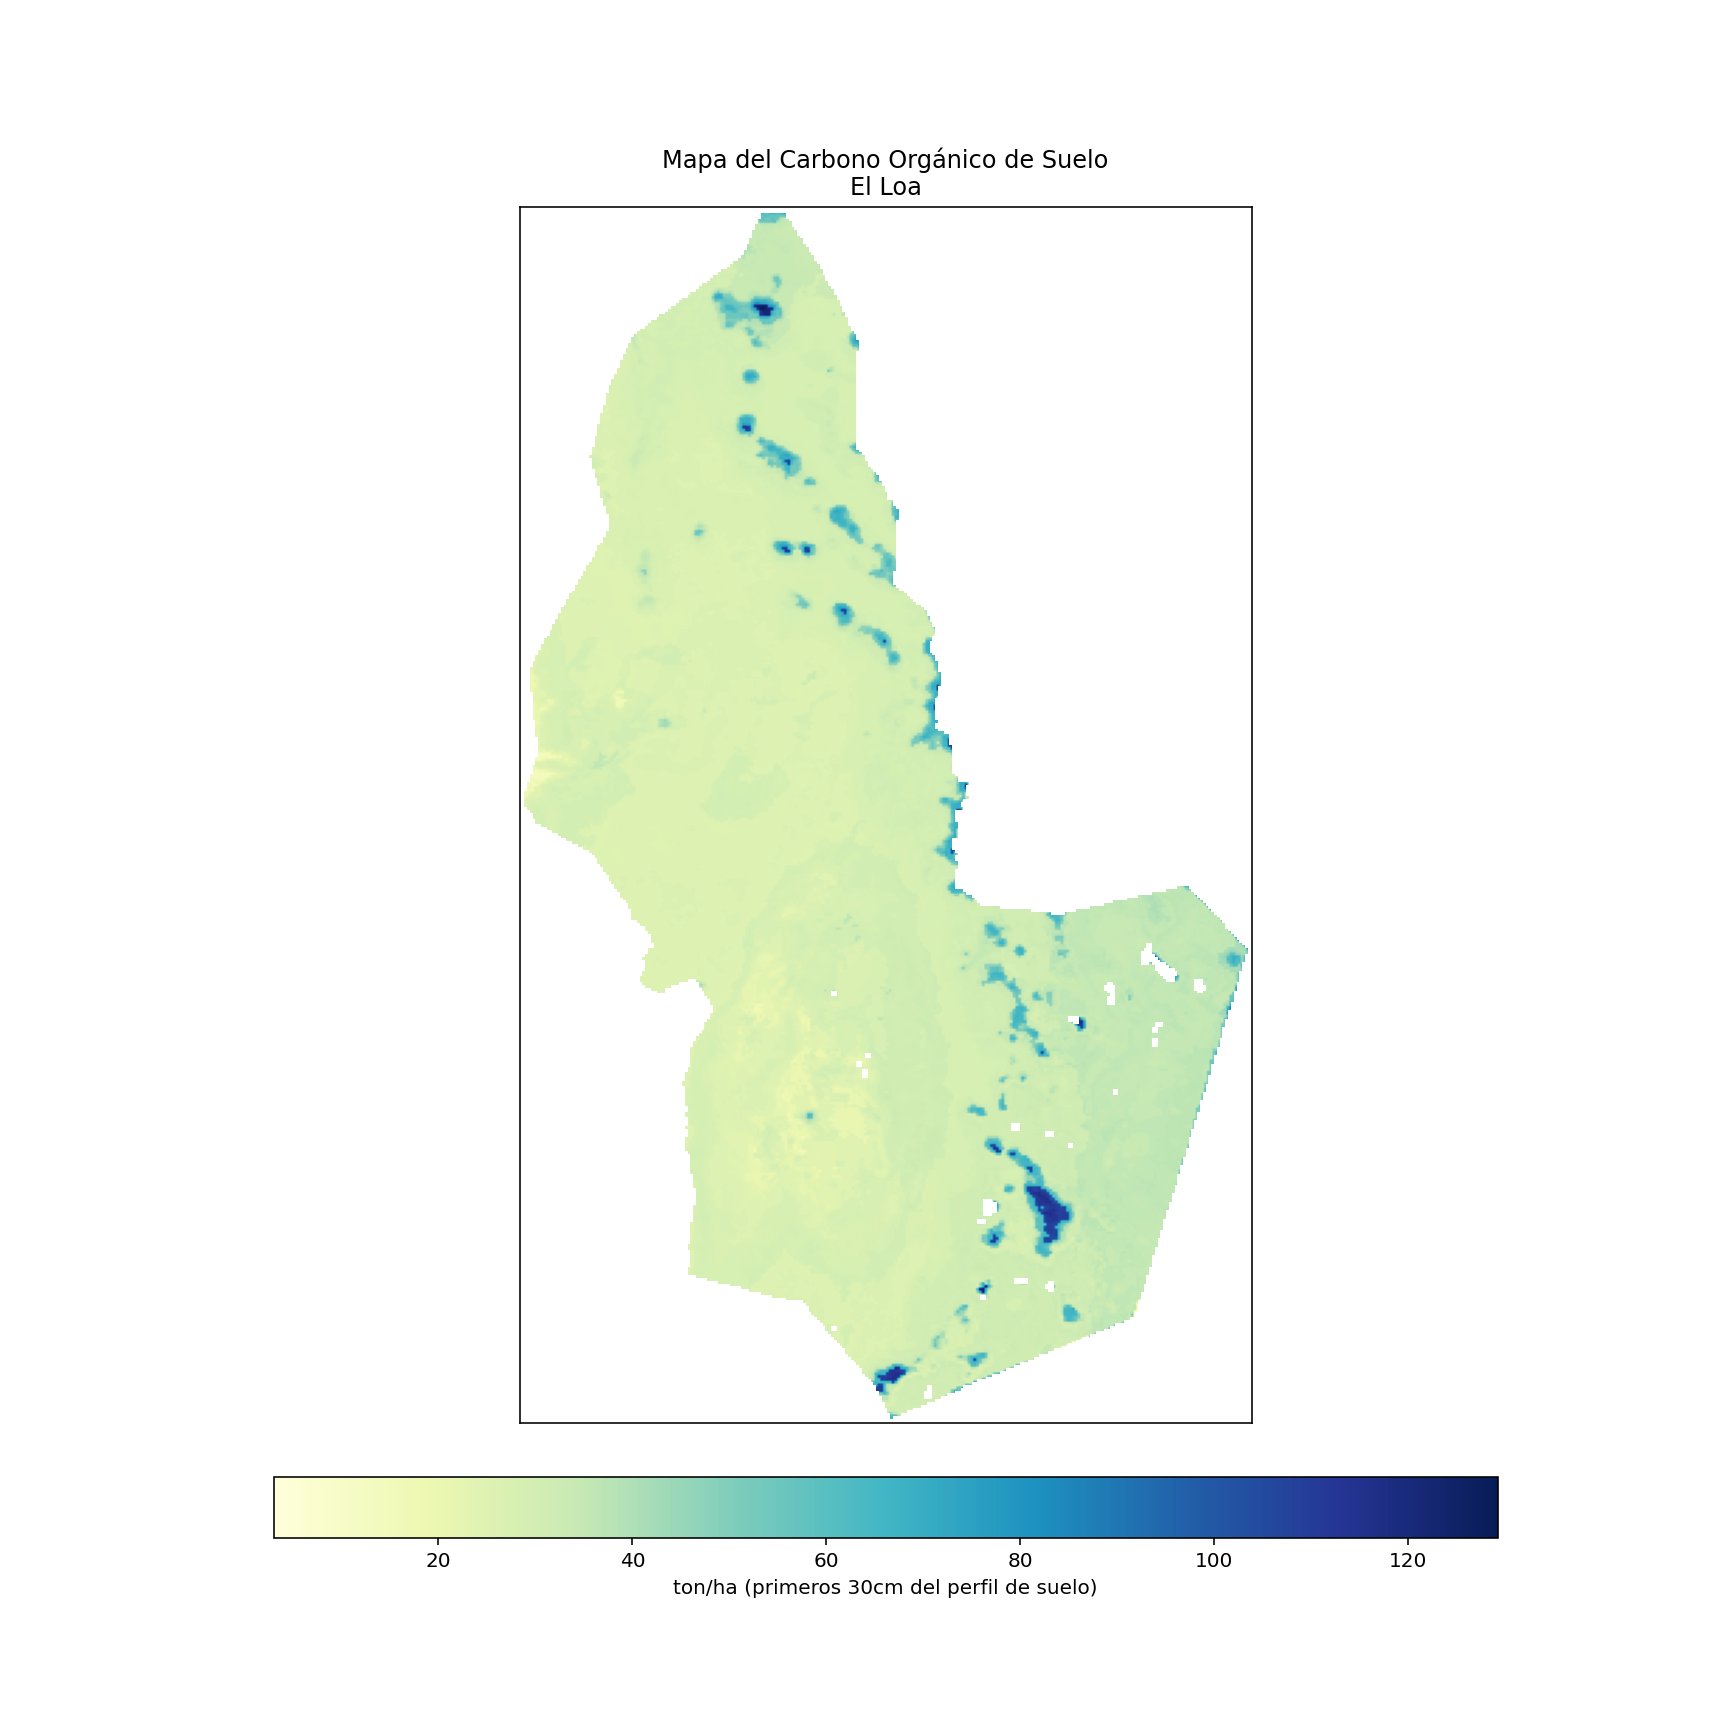 Mapa del Carbono Orgánico de Suelo
El Loa
20 40 60 80 100 120
ton/ha (primeros 30cm del perfil de suelo)